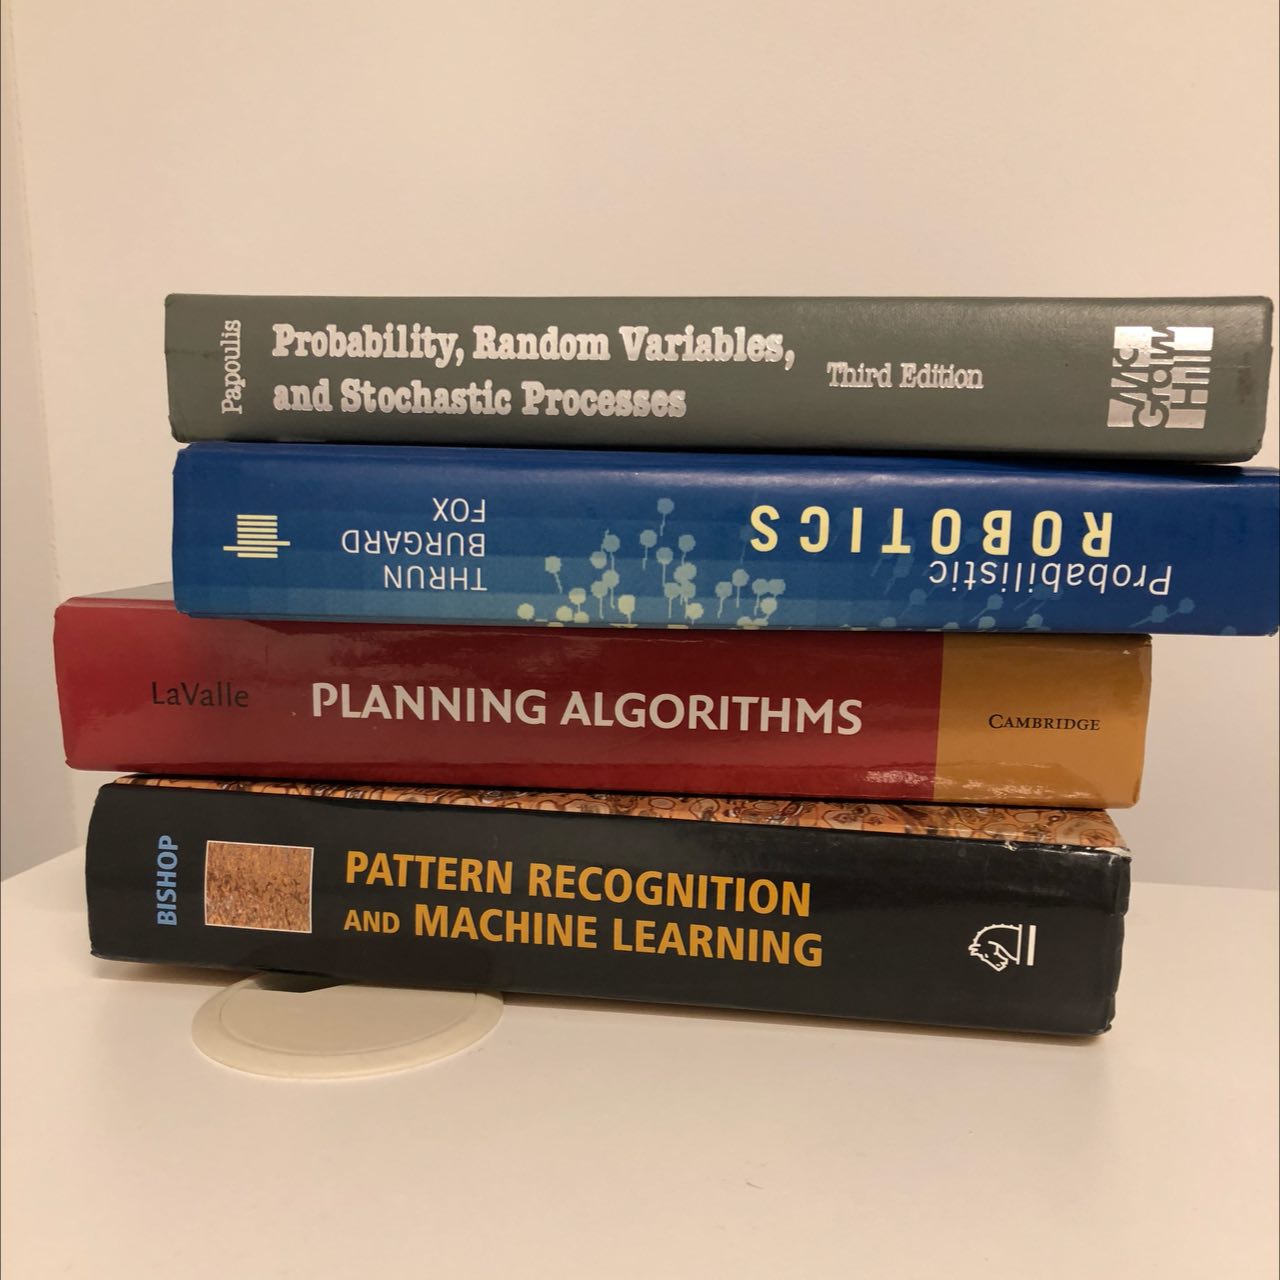 Papoulis
Probability, Random Variables,
and Stochastic Processes
Third Edition
Mc
Graw
Hill
Probabilistic
ROBOTICS
THRUN
BURGARD
FOX
LaValle
PLANNING ALGORITHMS
CAMBRIDGE
BISHOP
PATTERN RECOGNITION
AND MACHINE LEARNING